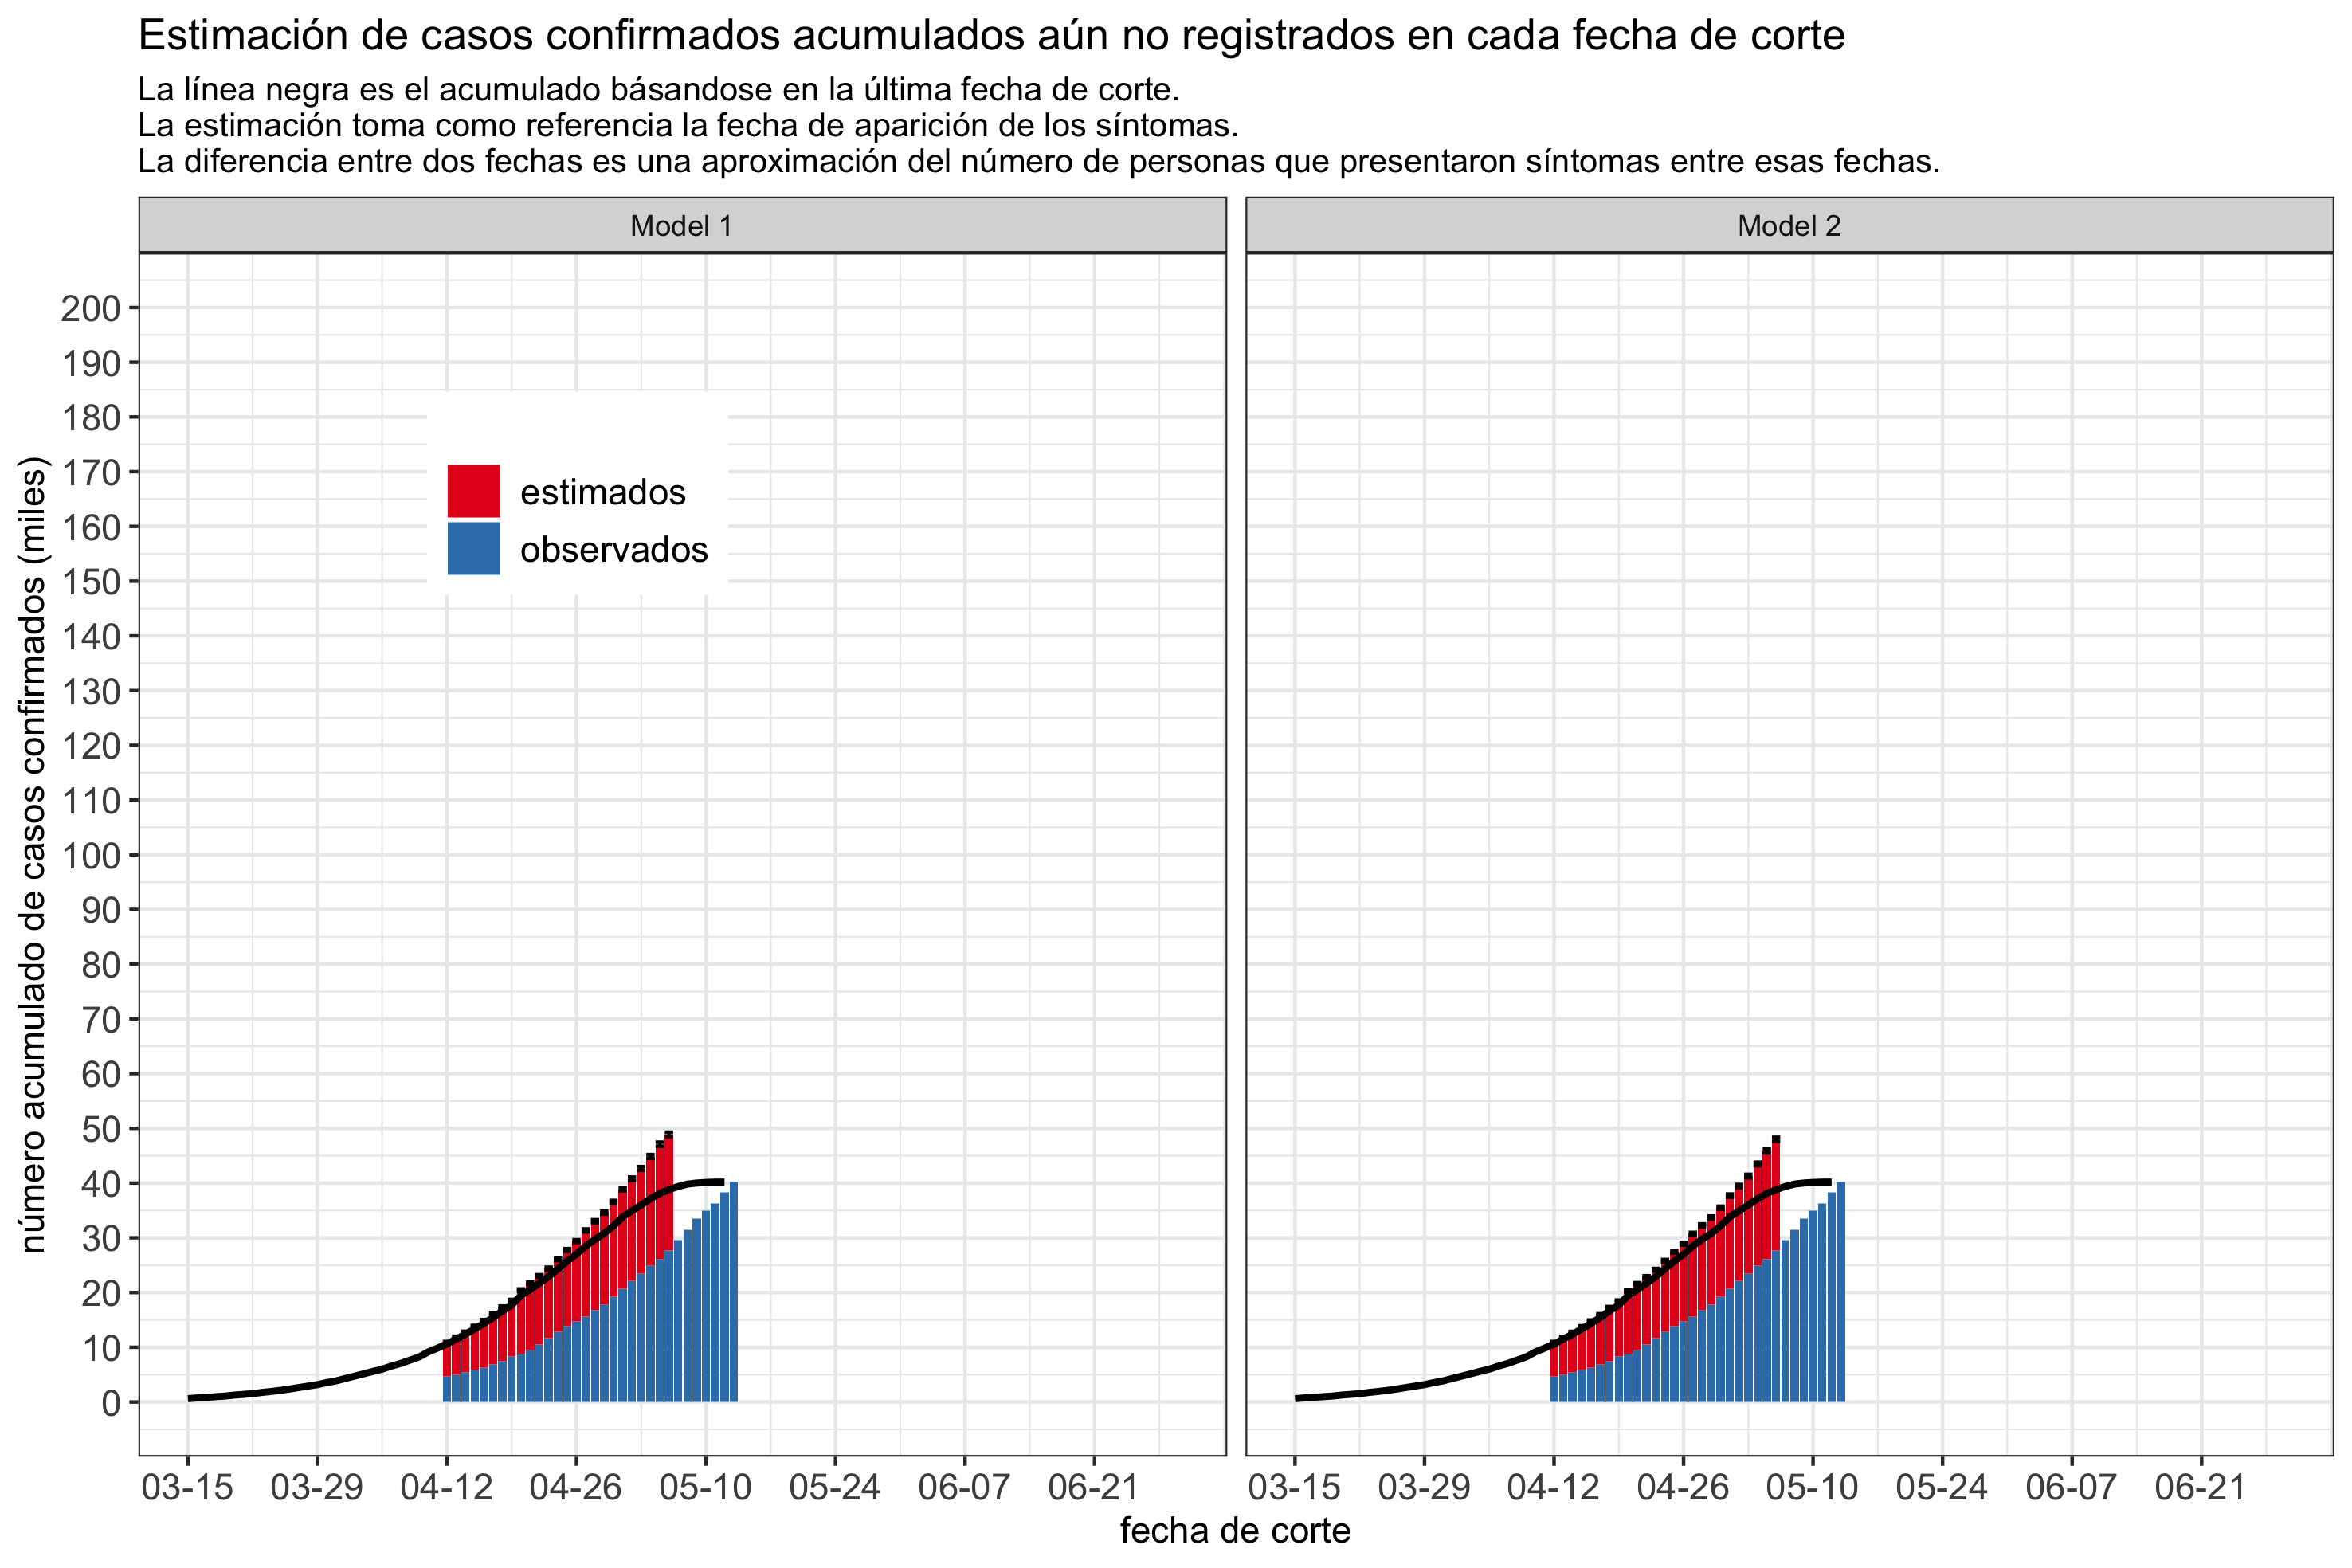 Estimación de casos confirmados acumulados aún no registrados en cada fecha de corte
La línea negra es el acumulado básandose en la última fecha de corte.
La estimación toma como referencia la fecha de aparición de los síntomas.
La diferencia entre dos fechas es una aproximación del número de personas que presentaron síntomas entre esas fechas.
Model 1
Model 2
número acumulado de casos confirmados (miles)
200
190
180
170
160
150
140
130
120
110
100
90
80
70
60
50
40
30
20
10
0
estimados
observados
03-15 03-29 04-12 04-26 05-10 05-24 06-07 06-21
03-15 03-29 04-12 04-26 05-10 05-24 06-07 06-21
fecha de corte